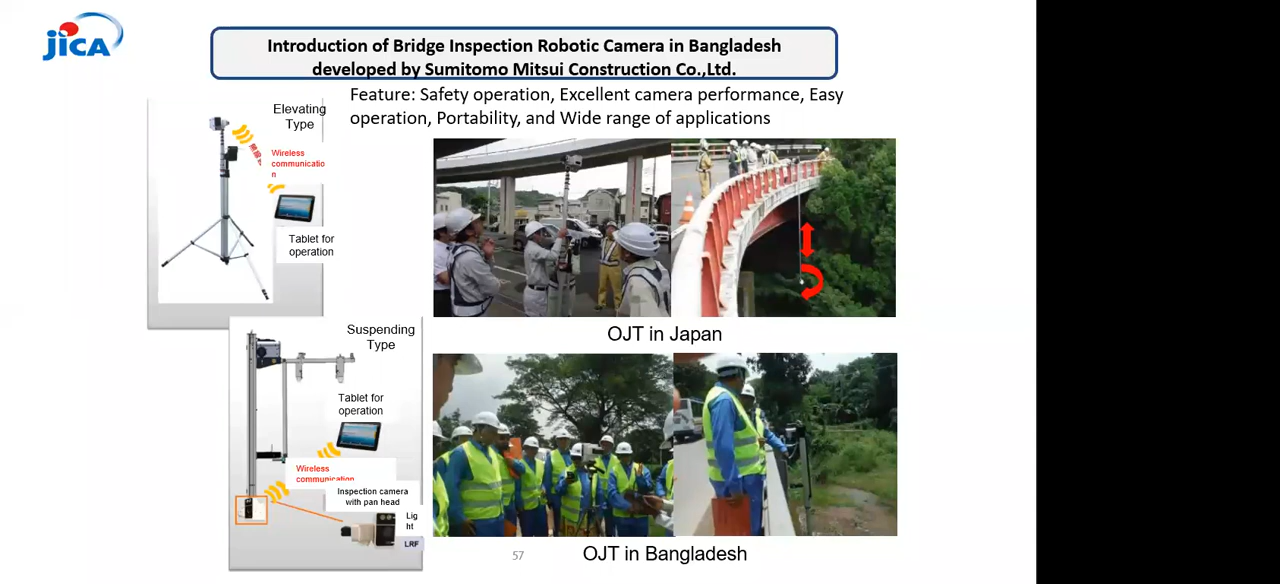 JICA
Introduction of Bridge Inspection Robotic Camera in Bangladesh
developed by Sumitomo Mitsui Construction Co.,Ltd.
Feature: Safety operation, Excellent camera performance, Easy
operation, Portability, and Wide range of applications
Elevating
Type
Wireless
communicatio
n
Tablet for
operation
OJT in Japan
Suspending
Type
Tablet for
operation
Wireless
communication
Inspection camera
with pan head
Lig
ht
LRF
57
OJT in Bangladesh